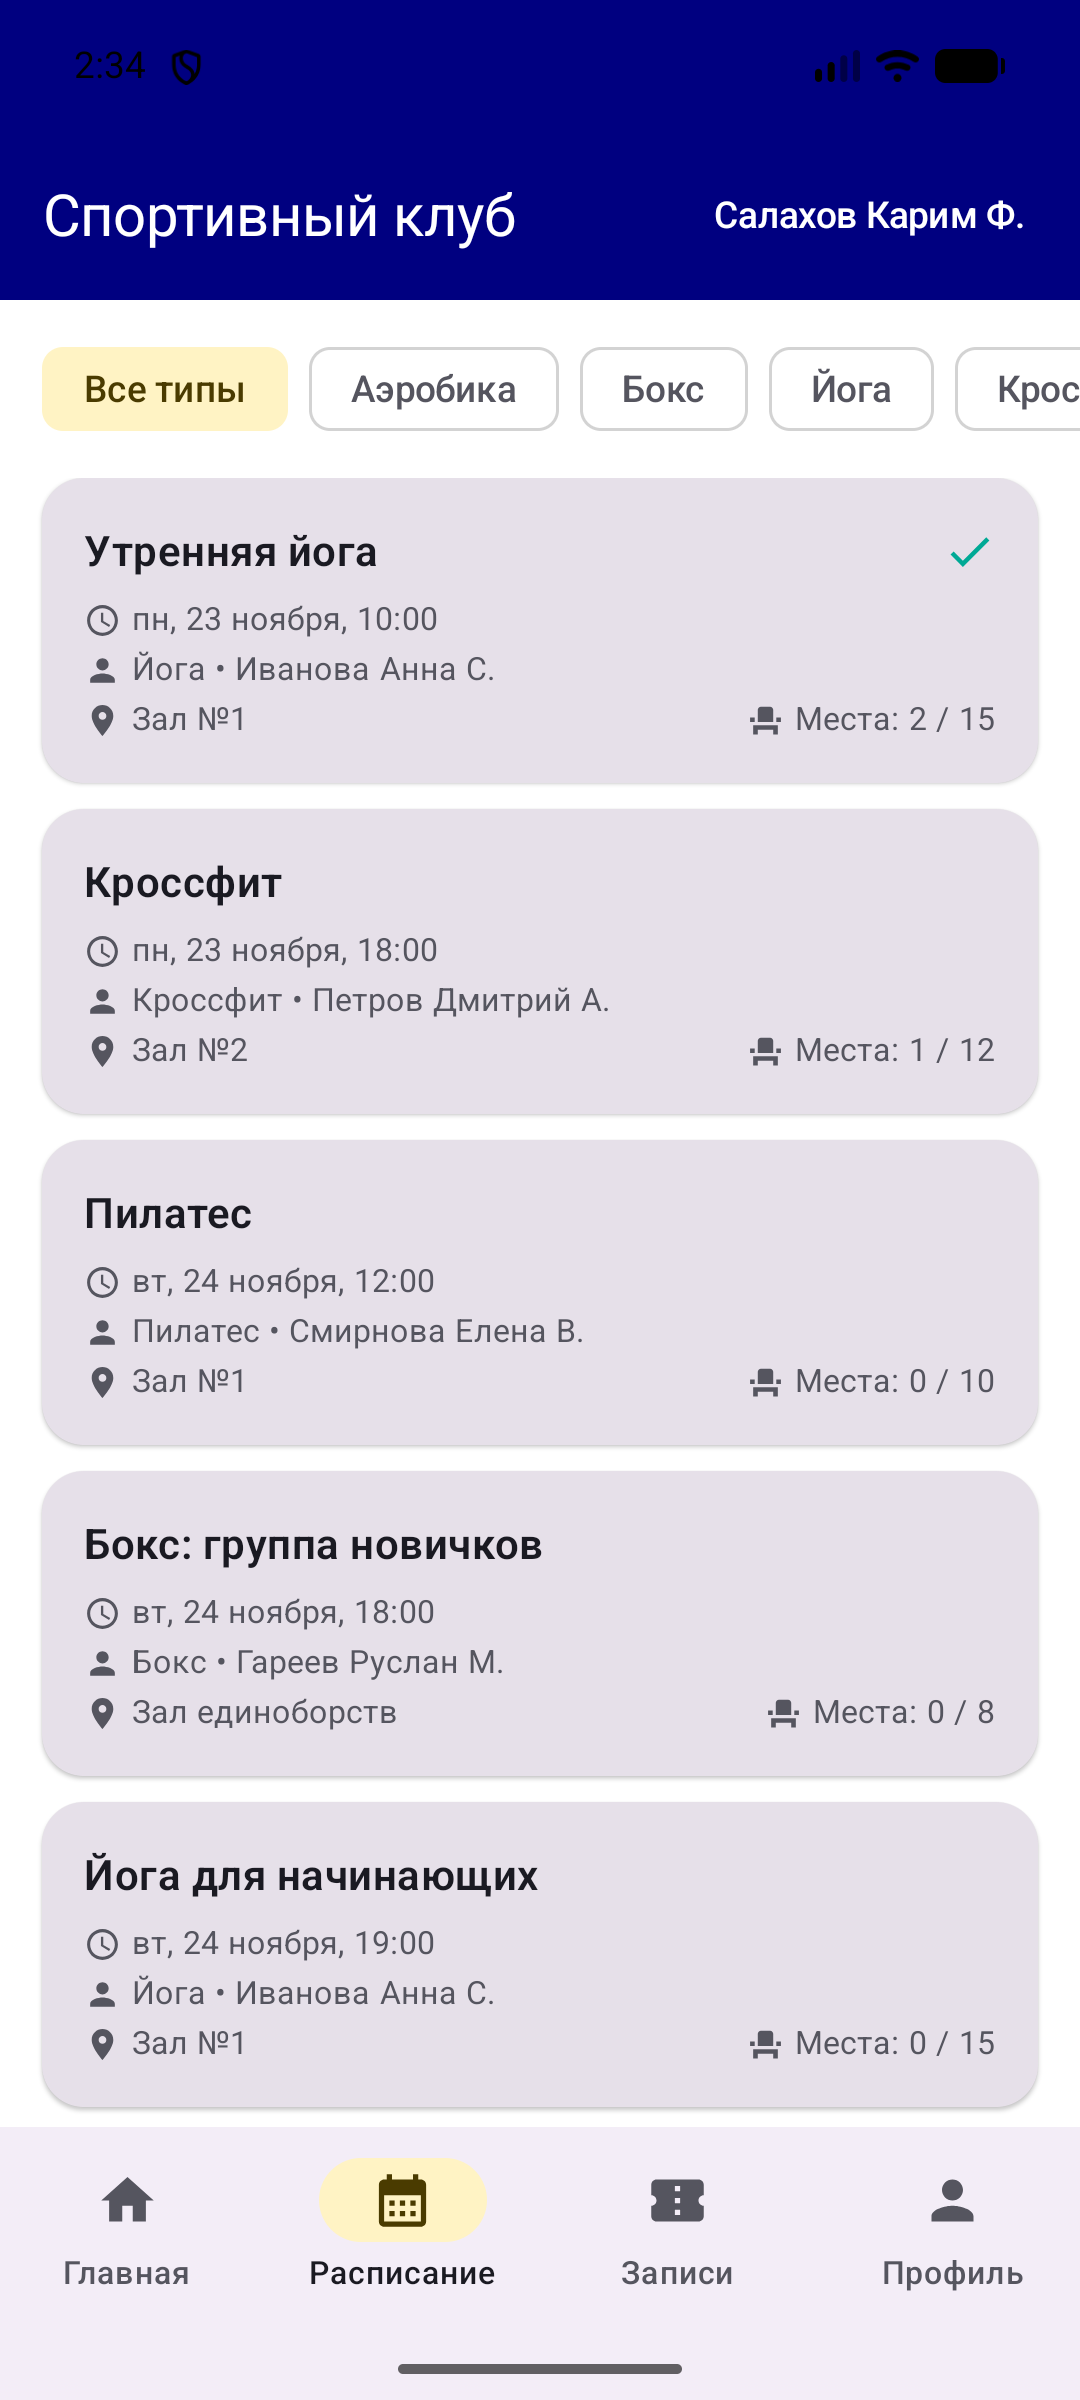 2:34
Спортивный клуб
Салахов Карим Ф.
Все типы
Аэробика
Бокс
Йога
Крос
Утренняя йога
пн, 23 ноября, 10:00
Йога • Иванова Анна С.
Зал №1
Места: 2 / 15
Кроссфит
пн, 23 ноября, 18:00
Кроссфит • Петров Дмитрий А.
Зал №2
Места: 1 / 12
Пилатес
вт, 24 ноября, 12:00
Пилатес • Смирнова Елена В.
Зал №1
Места: 0 / 10
Бокс: группа новичков
вт, 24 ноября, 18:00
Бокс • Гареев Руслан М.
Зал единоборств
Места: 0 / 8
Йога для начинающих
вт, 24 ноября, 19:00
Йога • Иванова Анна С.
Зал №1
Места: 0 / 15
Главная
Расписание
Записи
Профиль